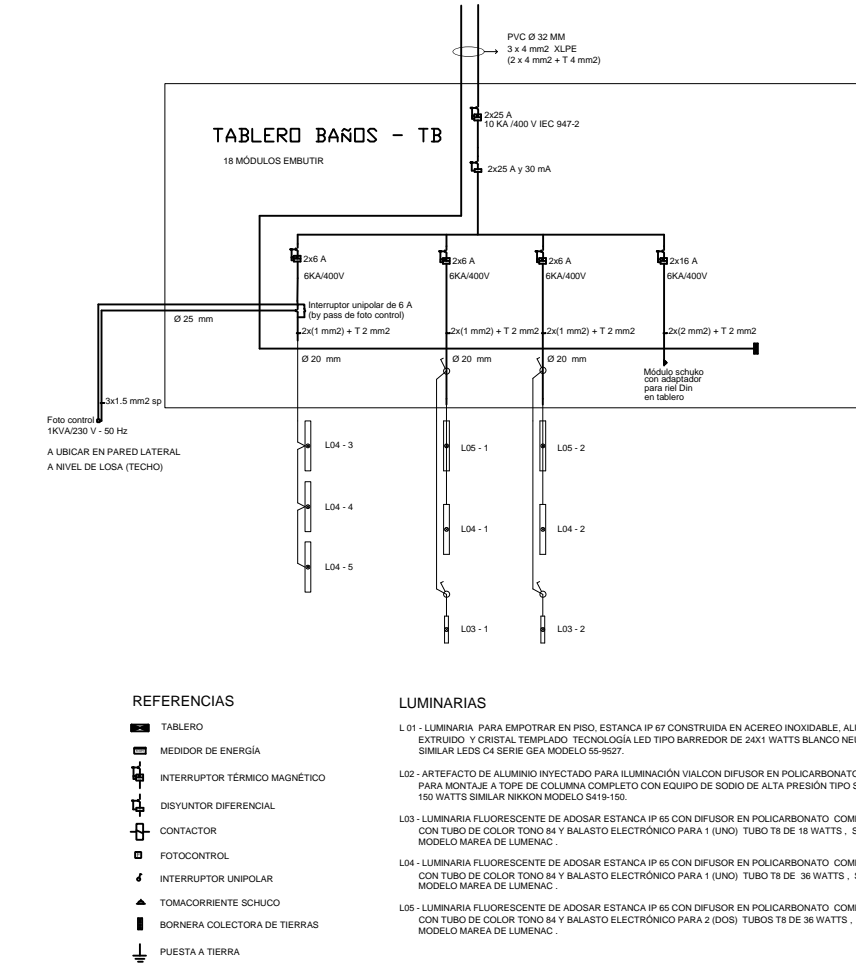 PVC Ø 32 MM
3 x 4 mm2 XLPE
(2 x 4 mm2 + T 4 mm2)
2x25 A
10 KA /400 V IEC 947-2
TABLERO BAÑOS - TB
18 MÓDULOS EMBUTIR
2x25 A y 30 mA
2x6 A
6KA/400V
2x6 A
6KA/400V
2x6 A
6KA/400V
2x16 A
6KA/400V
Interruptor unipolar de 6 A
(by pass de foto control)
Ø 25 mm
2x(1 mm2) + T 2 mm2
2x(1 mm2) + T 2 mm2
2x(1 mm2) + T 2 mm2
2x(2 mm2) + T 2 mm2
Ø 20 mm
Ø 20 mm
Ø 20 mm
Módulo schuko
con adaptador
para riel Din
en tablero
3x1.5 mm2 sp
Foto control
1KVA/230 V - 50 Hz
A UBICAR EN PARED LATERAL
A NIVEL DE LOSA (TECHO)
L04 - 3
L05 - 1
L05 - 2
L04 - 4
L04 - 1
L04 - 2
L04 - 5
L03 - 1
L03 - 2
REFERENCIAS
TABLERO
MEDIDOR DE ENERGÍA
INTERRUPTOR TÉRMICO MAGNÉTICO
DISYUNTOR DIFERENCIAL
CONTACTOR
FOTOCONTROL
INTERRUPTOR UNIPOLAR
TOMACORRIENTE SCHUCO
BORNERA COLECTORA DE TIERRAS
PUESTA A TIERRA
LUMINARIAS
L 01 - LUMINARIA PARA EMPOTRAR EN PISO, ESTANCA IP 67 CONSTRUIDA EN ACEREO INOXIDABLE, ALU
EXTRUIDO Y CRISTAL TEMPLADO TECNOLOGÍA LED TIPO BARREDOR DE 24X1 WATTS BLANCO NEU
SIMILAR LEDS C4 SERIE GEA MODELO 55-9527.
L02 - ARTEFACTO DE ALUMINIO INYECTADO PARA ILUMINACIÓN VIALCON DIFUSOR EN POLICARBONATO
PARA MONTAJE A TOPE DE COLUMNA COMPLETO CON EQUIPO DE SODIO DE ALTA PRESIÓN TIPO S
150 WATTS SIMILAR NIKKON MODELO S419-150.
L03 - LUMINARIA FLUORESCENTE DE ADOSAR ESTANCA IP 65 CON DIFUSOR EN POLICARBONATO COM
CON TUBO DE COLOR TONO 84 Y BALASTO ELECTRÓNICO PARA 1 (UNO) TUBO T8 DE 18 WATTS , S
MODELO MAREA DE LUMENAC .
L04 - LUMINARIA FLUORESCENTE DE ADOSAR ESTANCA IP 65 CON DIFUSOR EN POLICARBONATO COM
CON TUBO DE COLOR TONO 84 Y BALASTO ELECTRÓNICO PARA 1 (UNO) TUBO T8 DE 36 WATTS , S
MODELO MAREA DE LUMENAC .
L05 - LUMINARIA FLUORESCENTE DE ADOSAR ESTANCA IP 65 CON DIFUSOR EN POLICARBONATO COM
CON TUBO DE COLOR TONO 84 Y BALASTO ELECTRÓNICO PARA 2 (DOS) TUBOS T8 DE 36 WATTS ,
MODELO MAREA DE LUMENAC .